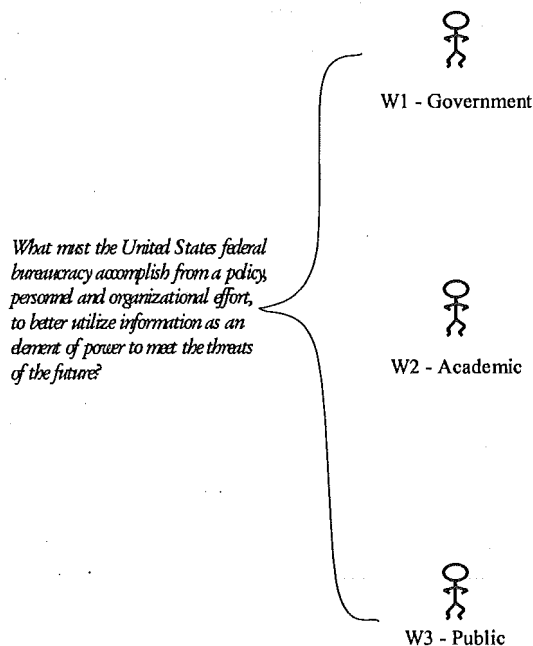 W1 - Government
What must the United States federal
bureaucracy accomplish from a policy,
personnel and organizational effort,
to better utilize information as an
element of power to meet the threats
of the future?
W2 - Academic
W3 - Public